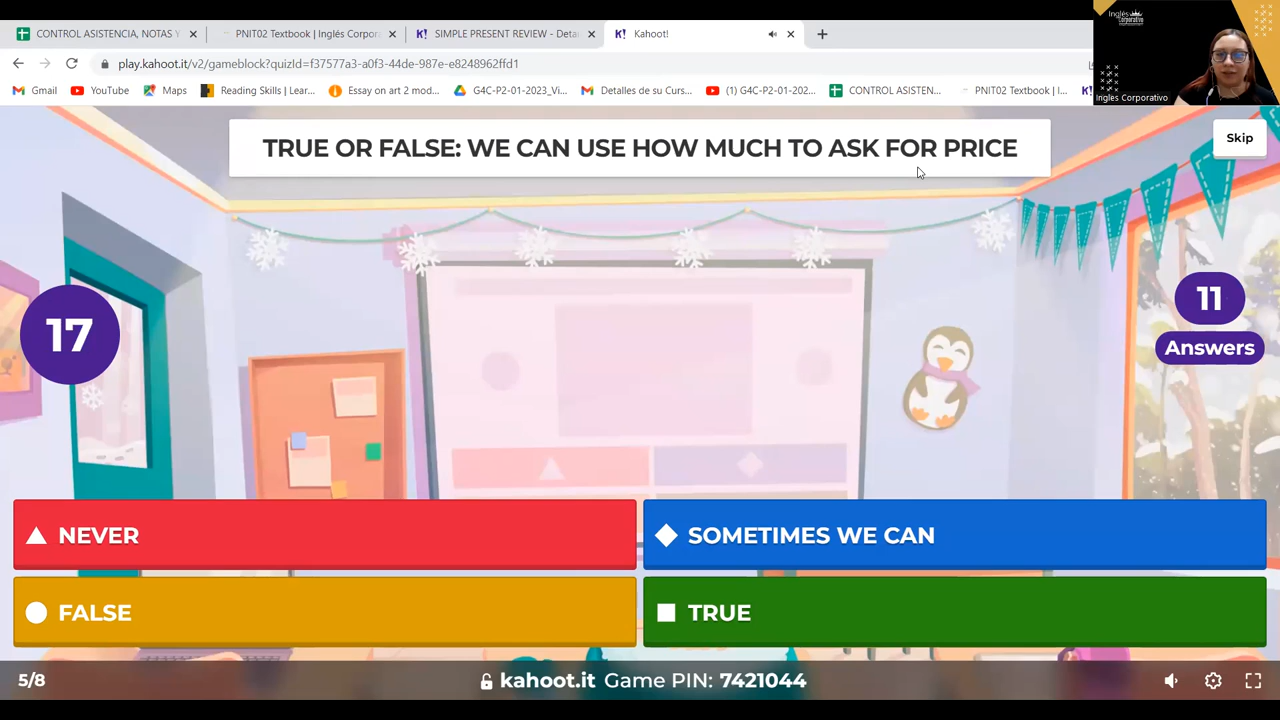 CONTROL ASISTENCIA, NOTAS Y
PNIT02 Textbook | Inglés Corpor
SIMPLE PRESENT REVIEW - Deta
Kahoot!
play.kahoot.it/v2/gameblock?quizId=f37577a3-a0f3-44de-987e-e8248962ffd1
Gmail
YouTube
Maps
Reading Skills | Lear...
Essay on art 2 mod...
G4C-P2-01-2023_Vi...
Detalles de su Curs...
(1) G4C-P2-01-202...
CONTROL ASISTEN...
PNIT02 Textbook | I...
Inglés
Corporativo
Ingles Corporativo
TRUE OR FALSE: WE CAN USE HOW MUCH TO ASK FOR PRICE
Skip
17
11
Answers
NEVER
SOMETIMES WE CAN
FALSE
TRUE
5/8
kahoot.it Game PIN: 7421044